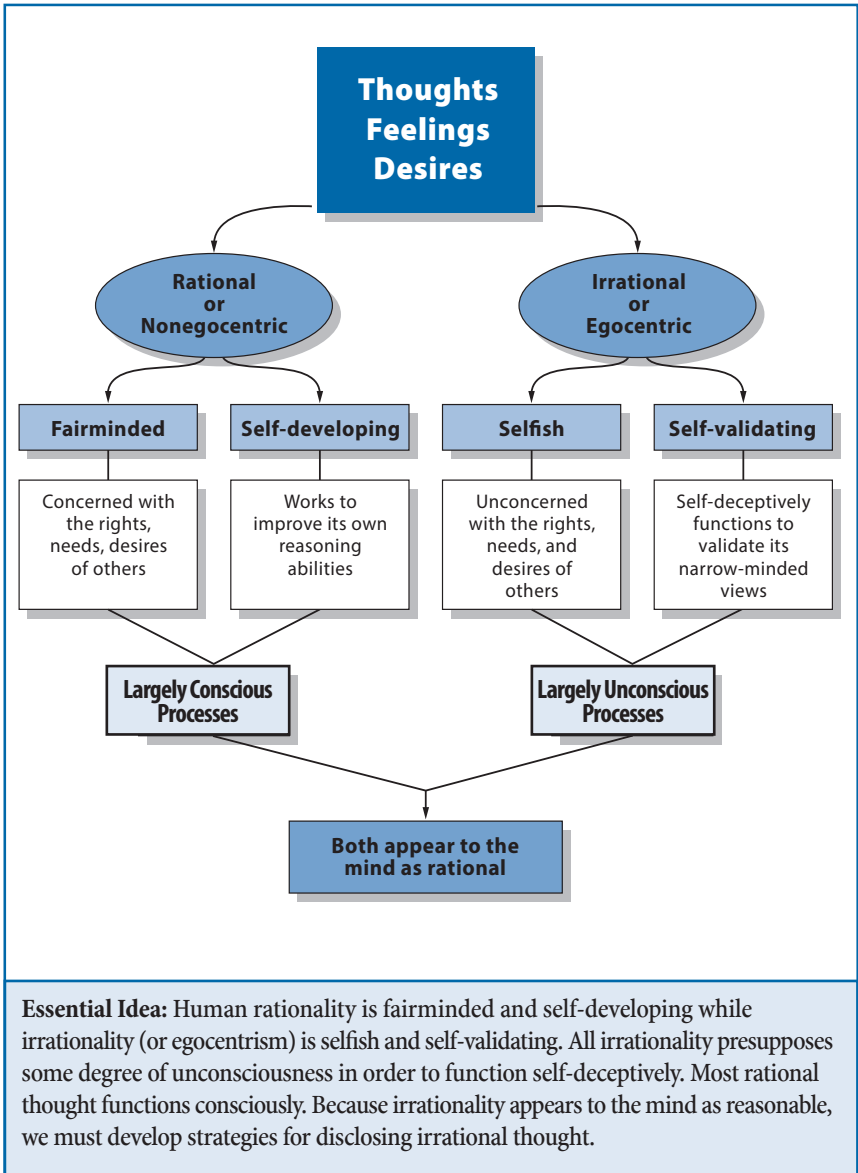 Thoughts
Feelings
Desires
Rational
or
Nonegocentric
Irrational
or
Egocentric
Fairminded
Self-developing
Selfish
Self-validating
Concerned with
the rights,
needs, desires
of others
Works to
improve its own
reasoning
abilities
Unconcerned
with the rights,
needs, and
desires of
others
Self-deceptively
functions to
validate its
narrow-minded
views
Largely Conscious
Processes
Largely Unconscious
Processes
Both appear to the
mind as rational
Essential Idea: Human rationality is fairminded and self-developing while
irrationality (or egocentrism) is selfish and self-validating. All irrationality presupposes
some degree of unconsciousness in order to function self-deceptively. Most rational
thought functions consciously. Because irrationality appears to the mind as reasonable,
we must develop strategies for disclosing irrational thought.